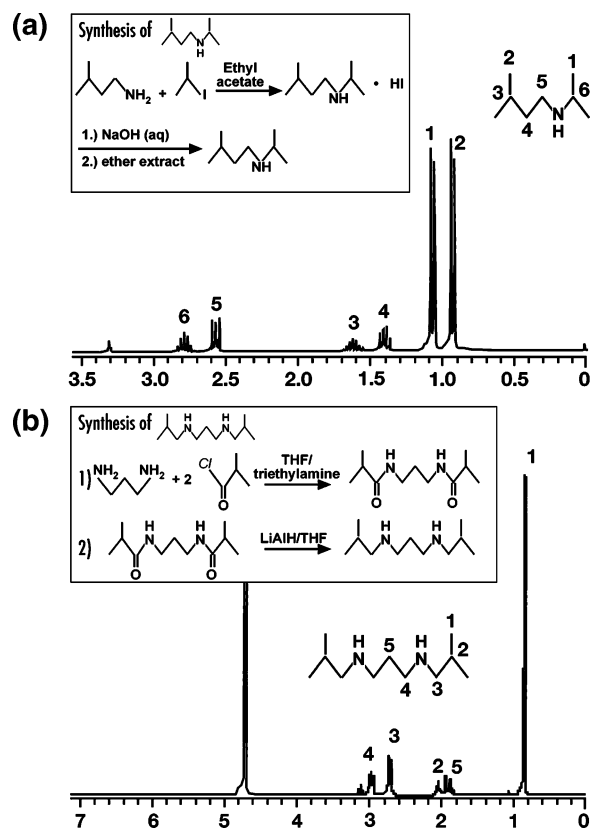 (a)
Synthesis of
N
H
NH2 + I
Ethyl
acetate
NH • HI
1.) NaOH (aq)
2.) ether extract
NH
2 1
3 5 6
4 N
H
1 2
6 5 3 4
3.5 3.0 2.5 2.0 1.5 1.0 0.5 0
(b)
Synthesis of
H H
N N
1) NH2 NH2 + 2 Cl O
THF/
triethylamine
H H
N N
O O
2) H H
N N
O O
LiAlH/THF
H H
N N
1
H 5 H 1
N N 2
4 3
4 3 2 5
7 6 5 4 3 2 1 0